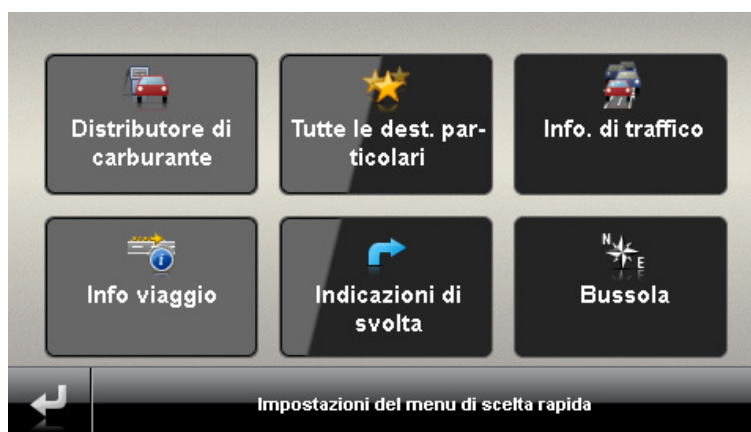 Distributore di
carburante
Tutte le dest. par-
ticolari
Info. di traffico
Info viaggio
i
Indicazioni di
svolta
N
E
Bussola
Impostazioni del menu di scelta rapida